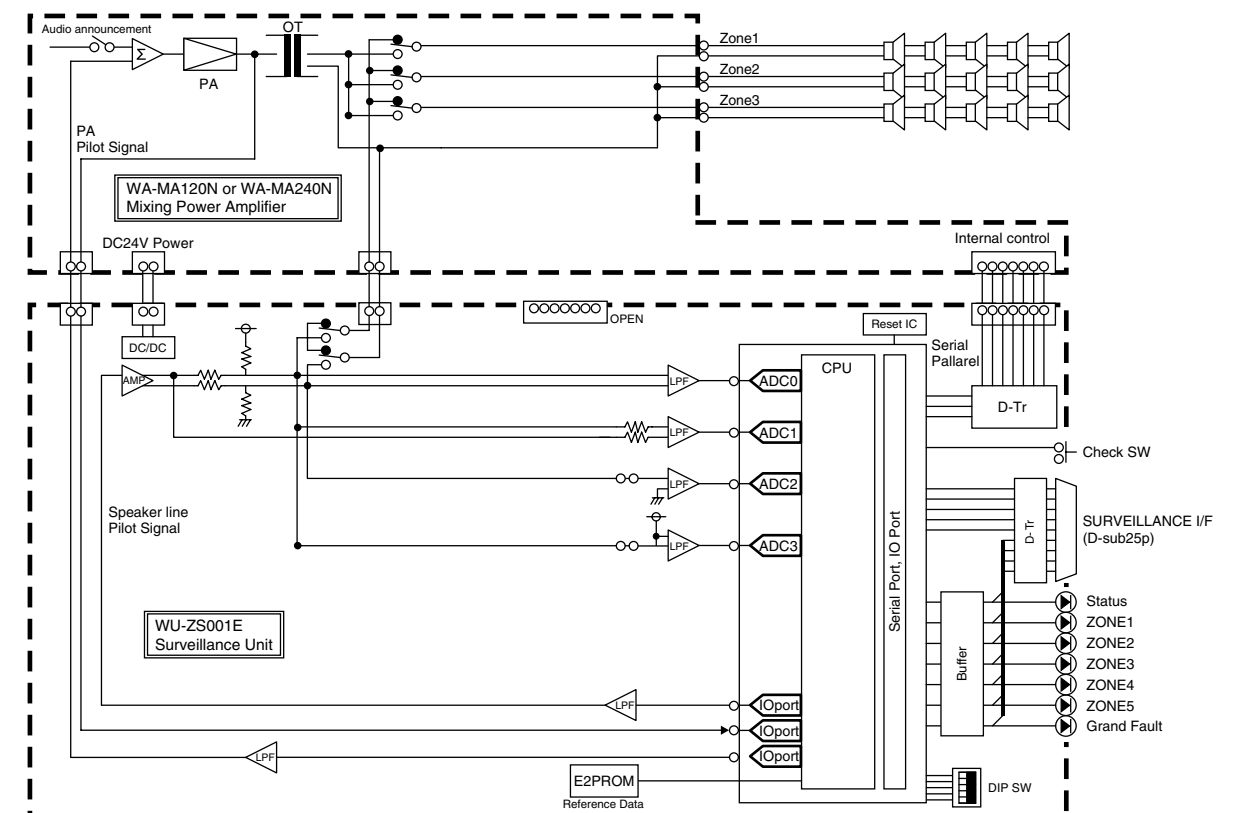 Audio announcement
OT
Σ
PA
Zone1
Zone2
Zone3
PA
Pilot Signal
WA-MA120N or WA-MA240N
Mixing Power Amplifier
DC24V Power
Internal control
OPEN
Reset IC
Serial
Pallarel
DC/DC
CPU
AMP
LPF
ADC0
D-Tr
LPF
ADC1
Check SW
LPF
ADC2
Speaker line
Pilot Signal
D- Tr
SURVEILLANCE I/F
(D-sub25p)
LPF
ADC3
Serial Port, IO Port
WU-ZS001E
Surveillance Unit
Buffer
Status
ZONE1
ZONE2
ZONE3
ZONE4
ZONE5
Grand Fault
LPF
IOport
IOport
LPF
IOport
E2PROM
Reference Data
DIP SW